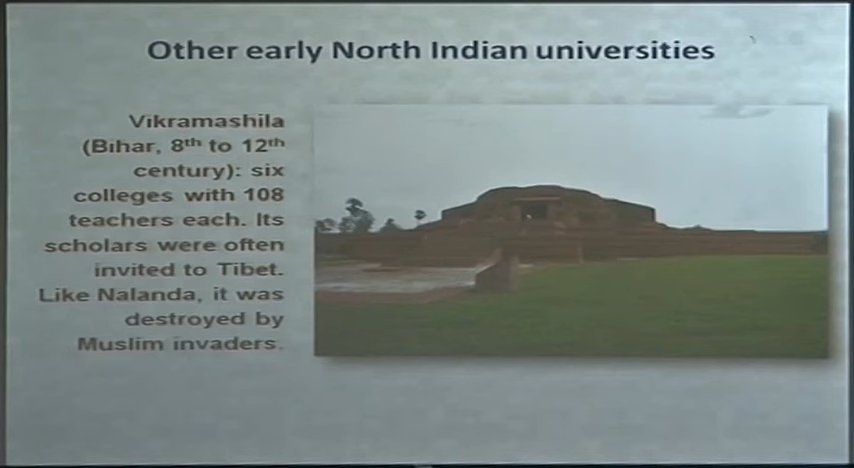 Other early North Indian universities
Vikramashila
(Bihar, 8th to 12th
century): six
colleges with 108
teachers each. Its
scholars were often
invited to Tibet.
Like Nalanda, it was
destroyed by
Muslim invaders.